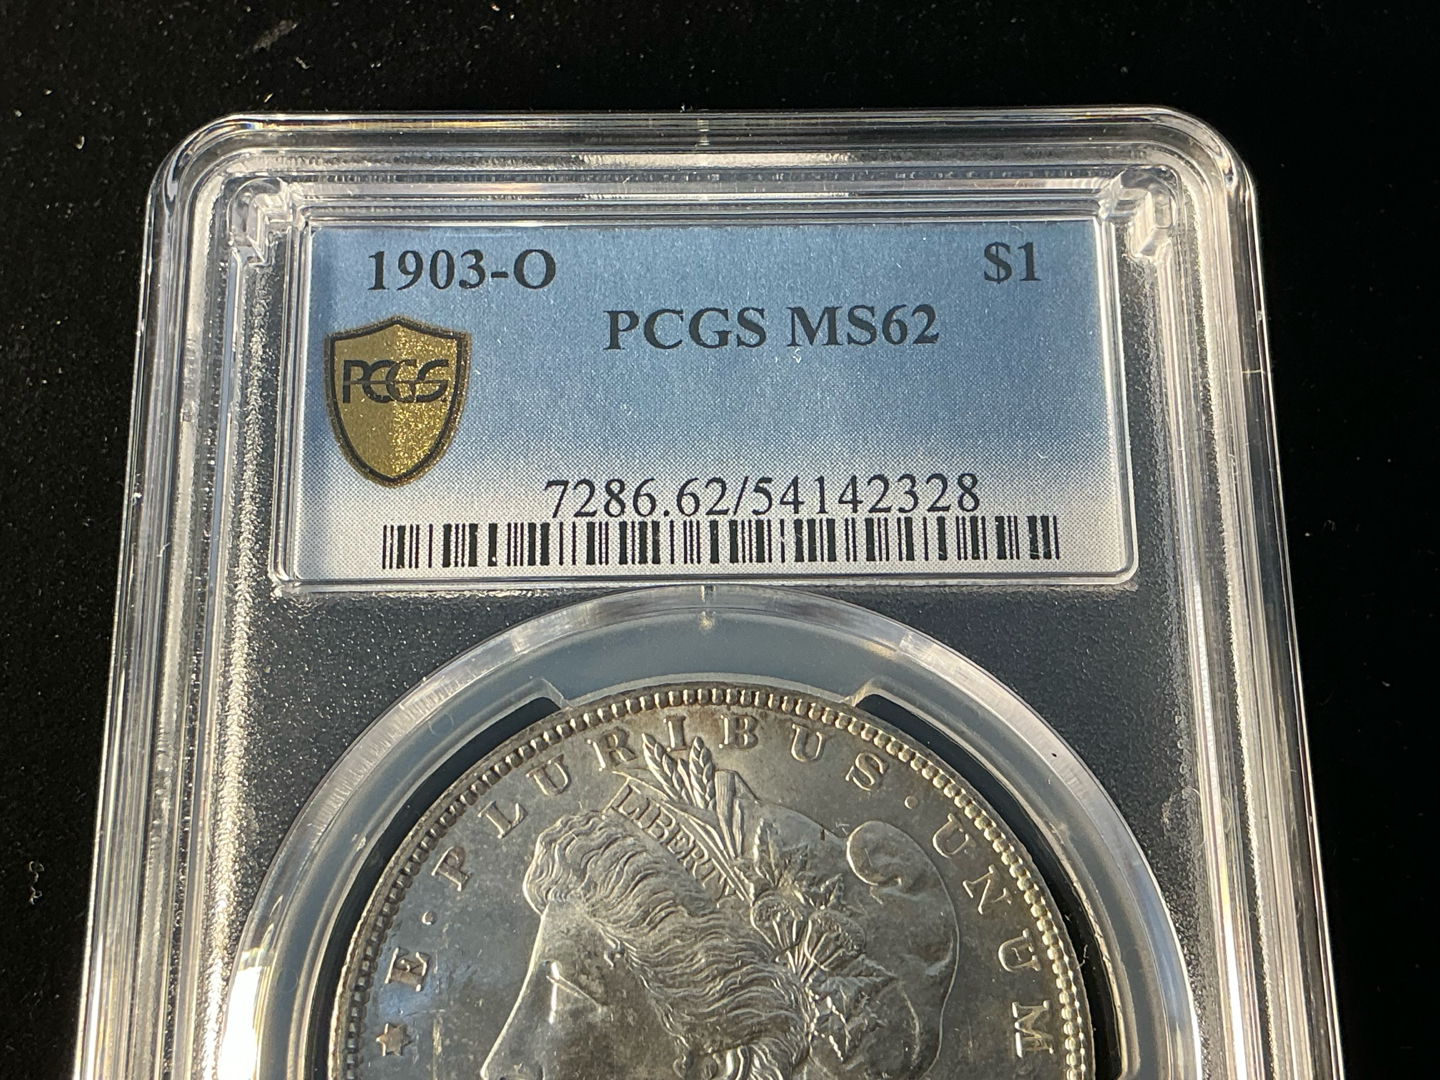 1903-O $1
PCGS MS62
PCGS
7286.62/54142328
E · PLURIBUS · UNUM
LIBERTY